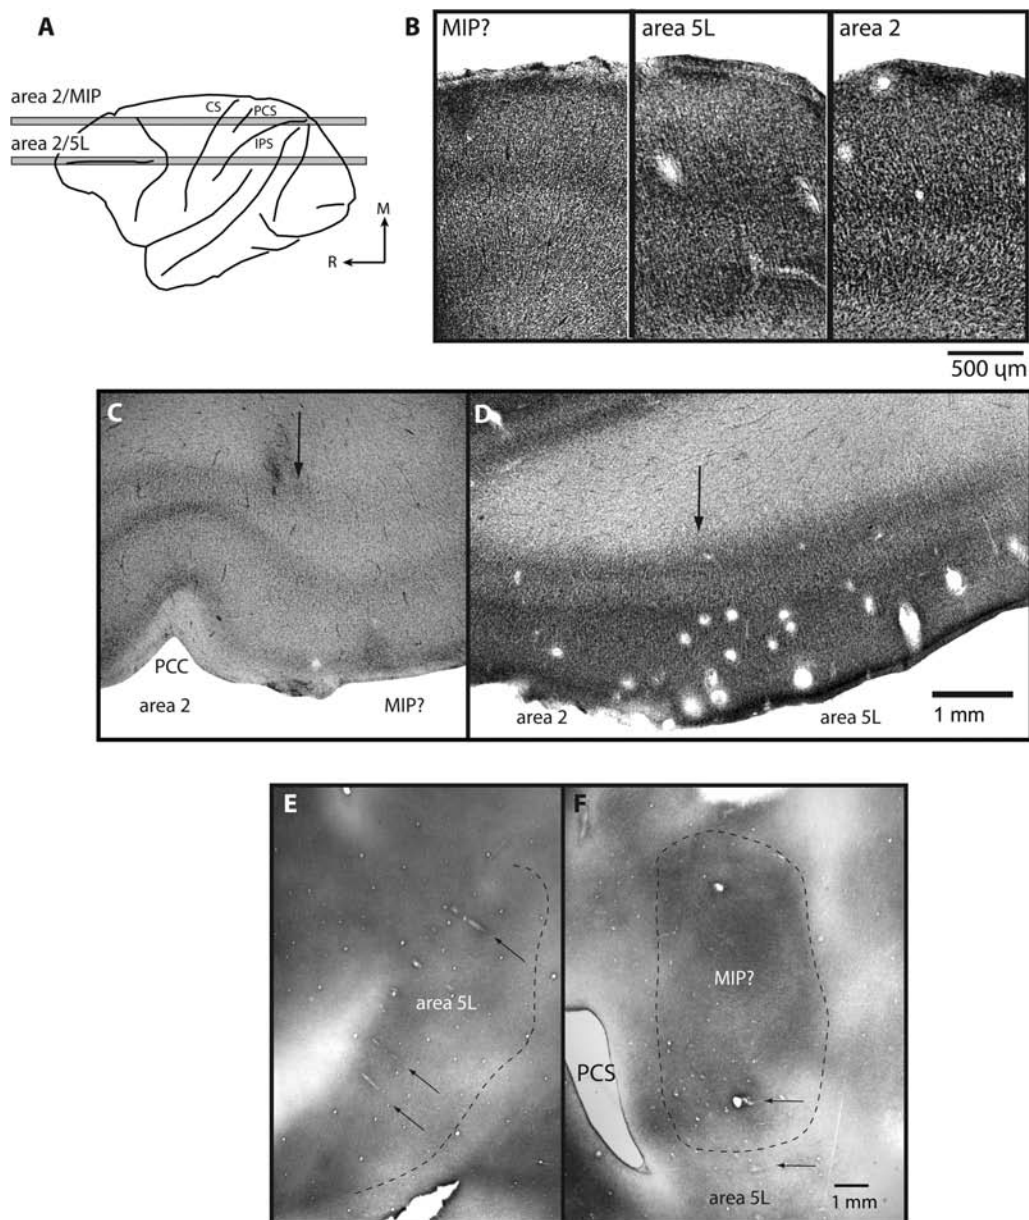 A
area 2/MIP
area 2/5L
CS
PCS
IPS
M
R
B
MIP?
area 5L
area 2
500 ɥm
C
PCC
area 2
MIP?
D
area 2
area 5L
1 mm
E
area 5L
F
MIP?
PCS
area 5L
1 mm